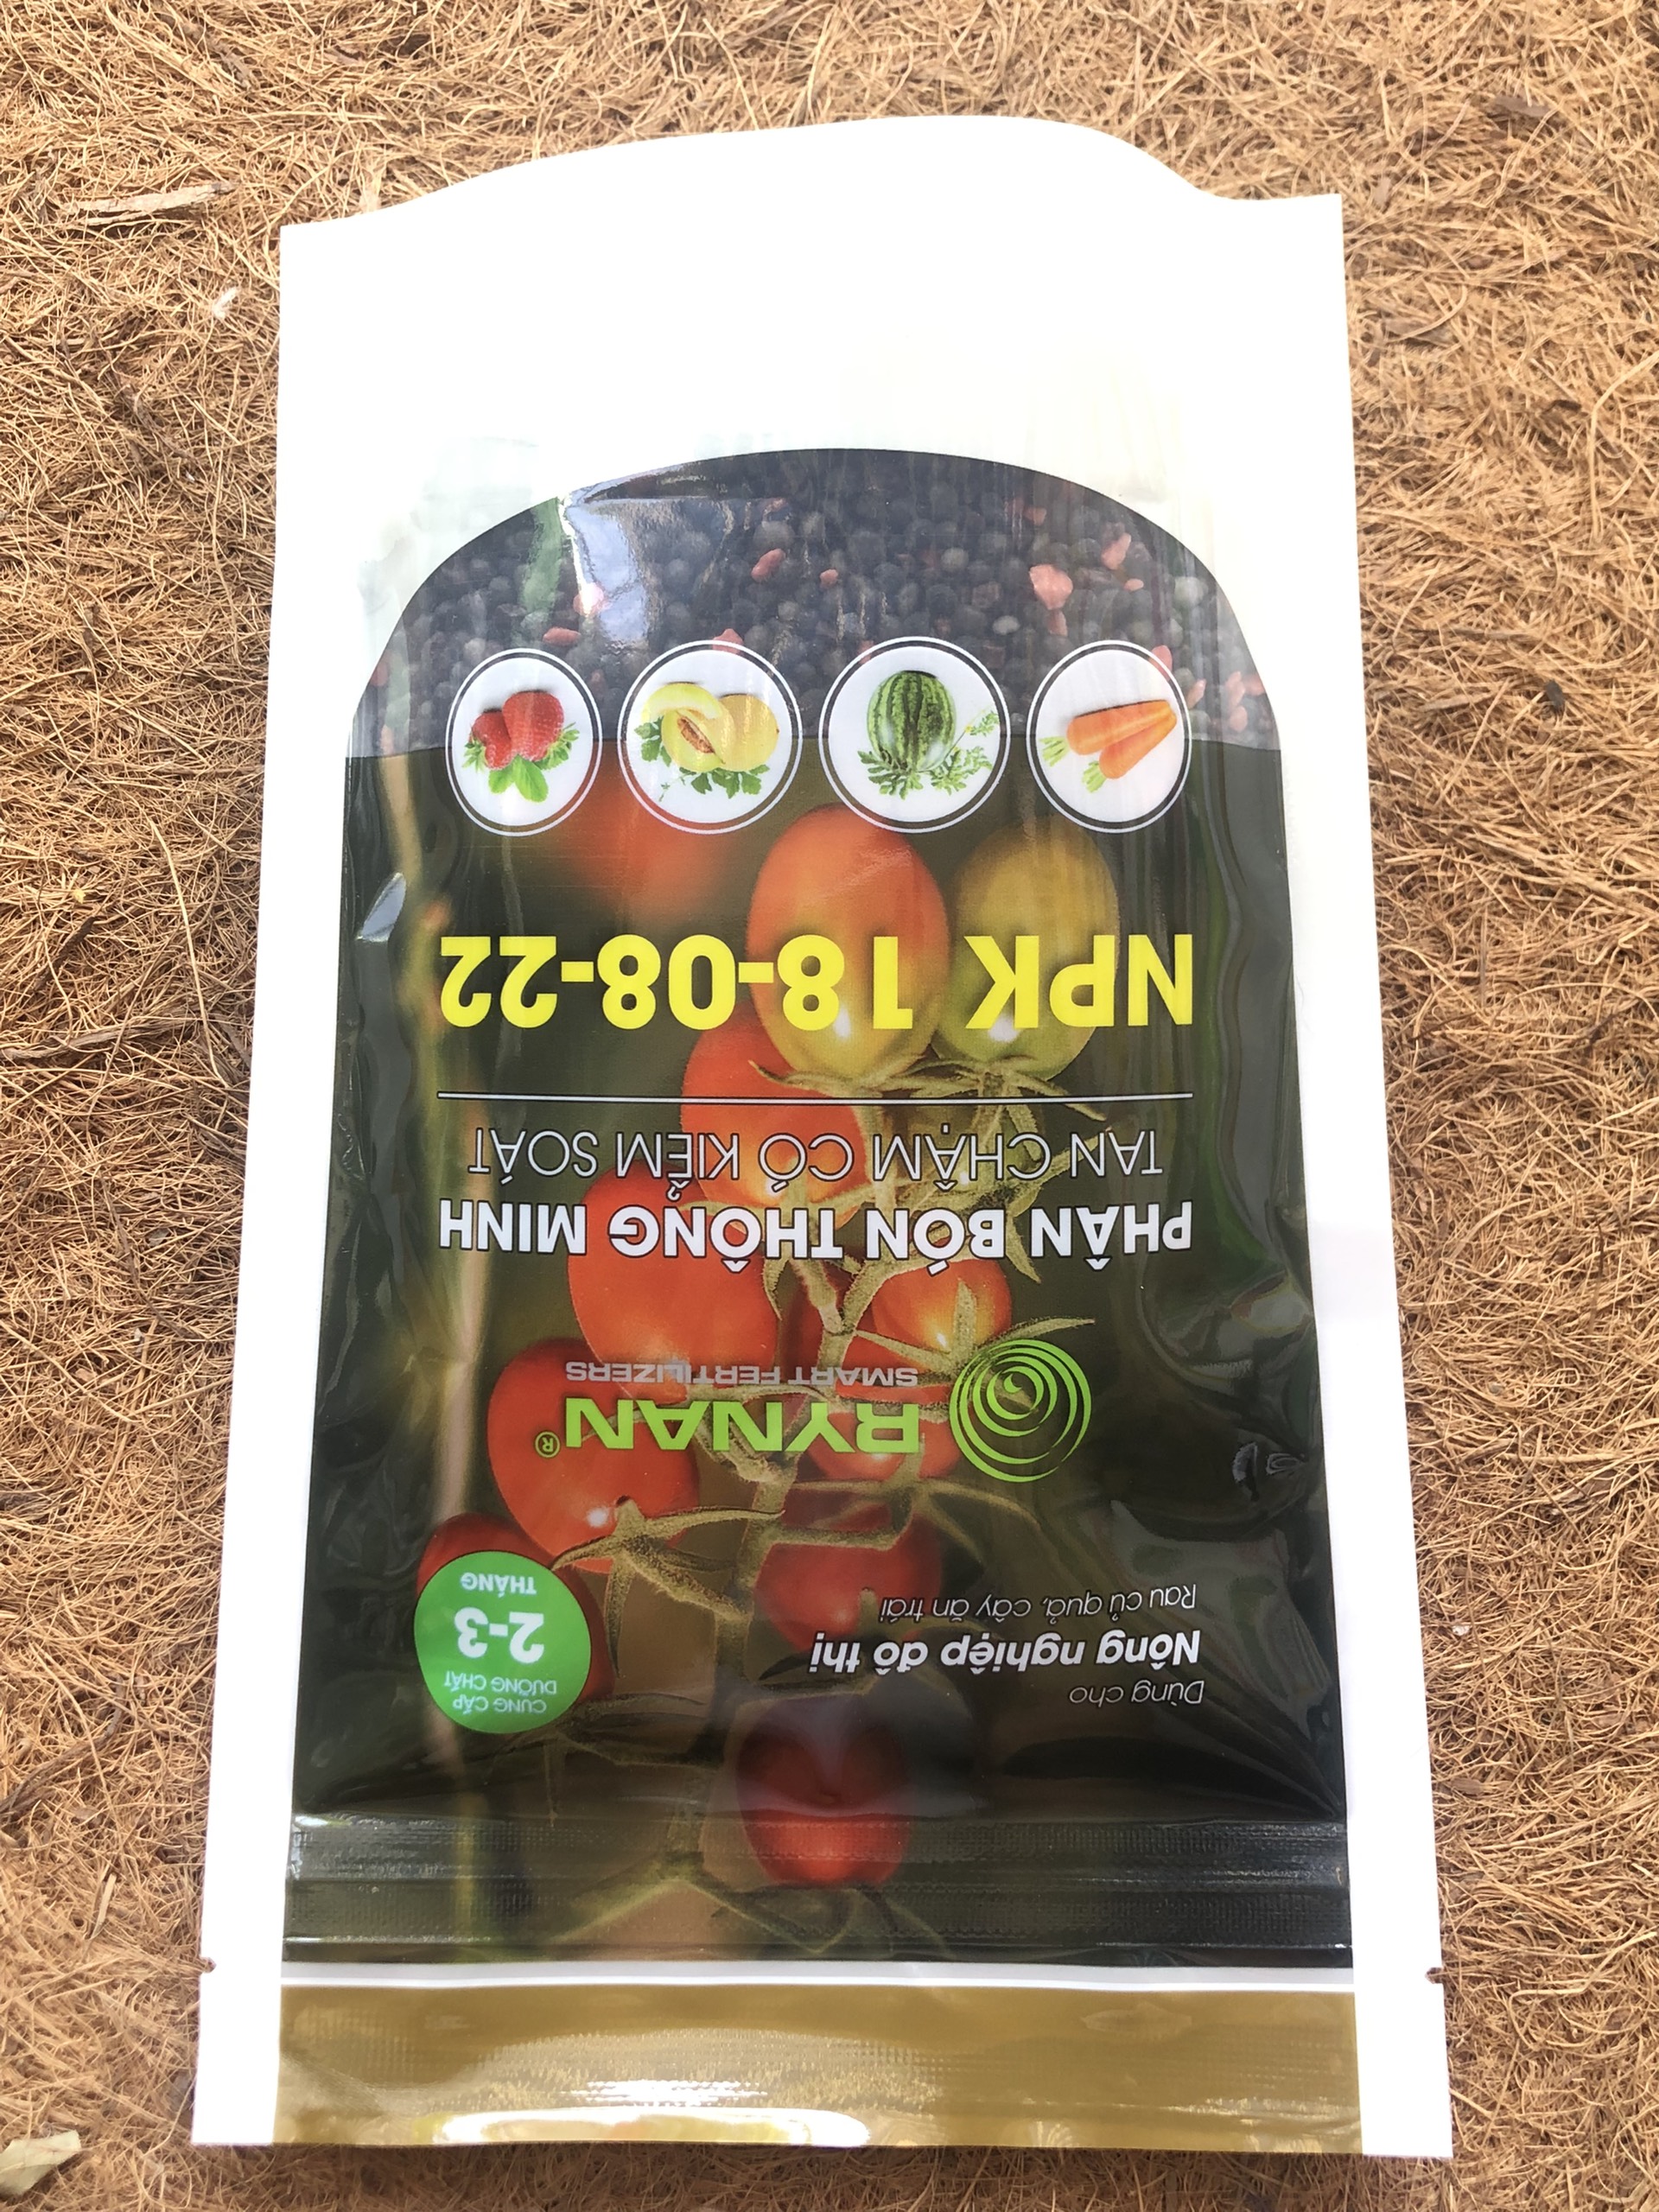 Dùng cho
Nông nghiệp đô thị
Rau củ quả, cây ăn trái
CUNG CẤP
DƯỠNG CHẤT
2-3
THÁNG
RYNAN®
SMART FERTILIZERS
PHÂN BÓN THÔNG MINH
TAN CHẬM CÓ KIỂM SOÁT
NPK 18-08-22